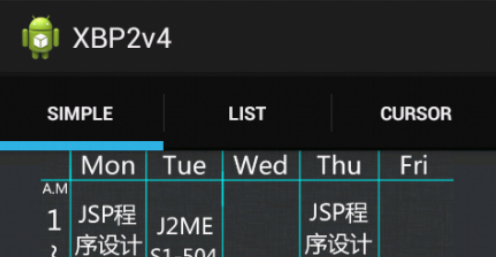 XBP2v4
SIMPLE LIST CURSOR
Mon Tue Wed Thu Fri
A.M
1
JSP程
序设计
J2ME
S1-504
JSP程
序设计